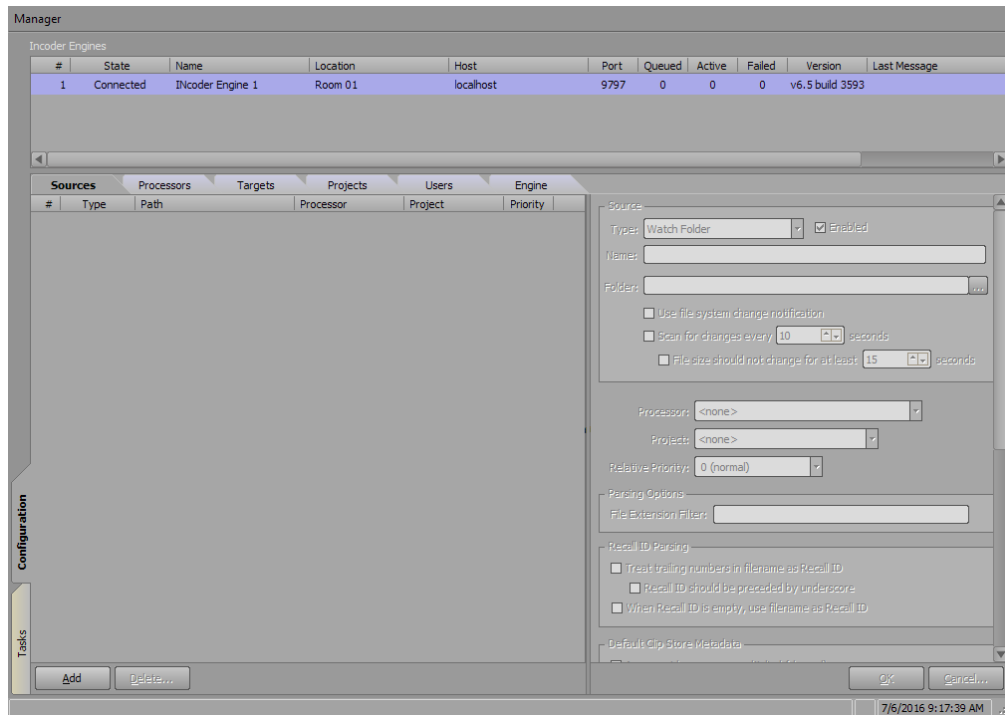 Manager
Incoder Engines
# State Name Location Host Port Queued Active Failed Version Last Message
1 Connected INcoder Engine 1 Room 01 localhost 9797 0 0 0 v6.5 build 3593
Sources Processors Targets Projects Users Engine
# Type Path Processor Project Priority
Source
Type: Watch Folder Enabled
Name:
Folder: ...
Use file system change notification
Scan for changes every 10 seconds
File size should not change for at least 15 seconds
Processor: <none>
Project: <none>
Relative Priority: 0 (normal)
Parsing Options
File Extension Filter:
Recall ID Parsing
Treat trailing numbers in filename as Recall ID
Recall ID should be preceded by underscore
When Recall ID is empty, use filename as Recall ID
Default Clip Store Metadata
Configuration
Tasks
Add Delete... OK Cancel...
7/6/2016 9:17:39 AM